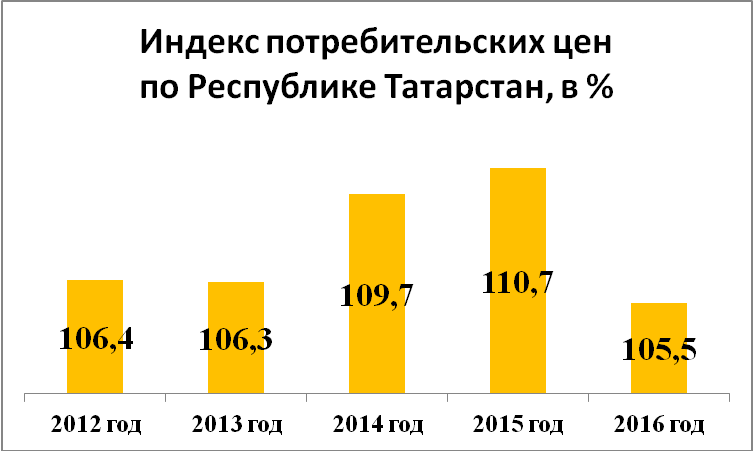 Индекс потребительских цен
по Республике Татарстан, в %
106,4
106,3
109,7
110,7
105,5
2012 год
2013 год
2014 год
2015 год
2016 год